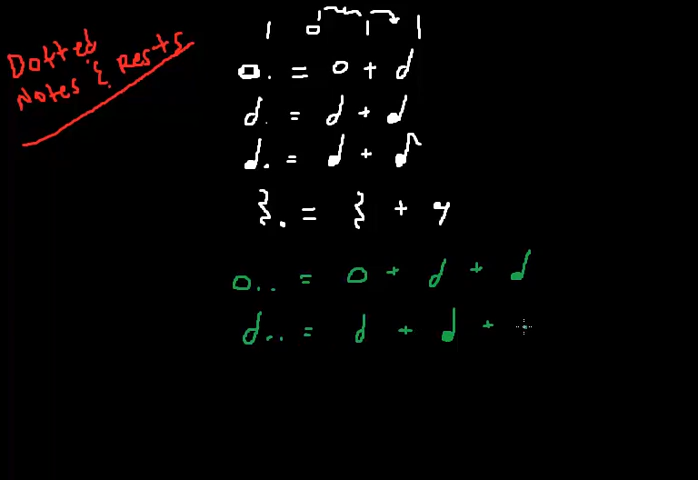 Dotted
Notes & Rests
𝅝. = 𝅝 + 𝅗𝅥
𝅗𝅥. = 𝅗𝅥 + 𝅘𝅥
𝅘𝅥. = 𝅘𝅥 + 𝅘𝅥𝅮
𝄽. = 𝄽 + 𝄾
𝅝.. = 𝅝 + 𝅗𝅥 + 𝅘𝅥
𝅗𝅥.. = 𝅗𝅥 + 𝅘𝅥 +